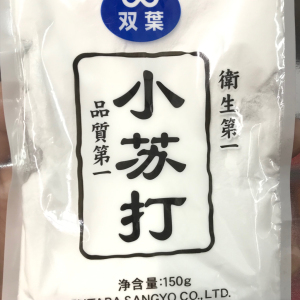 双葉
衛生第一
小苏打
品質第一
净含量:150g
FUTABA SANGYO CO., LTD.